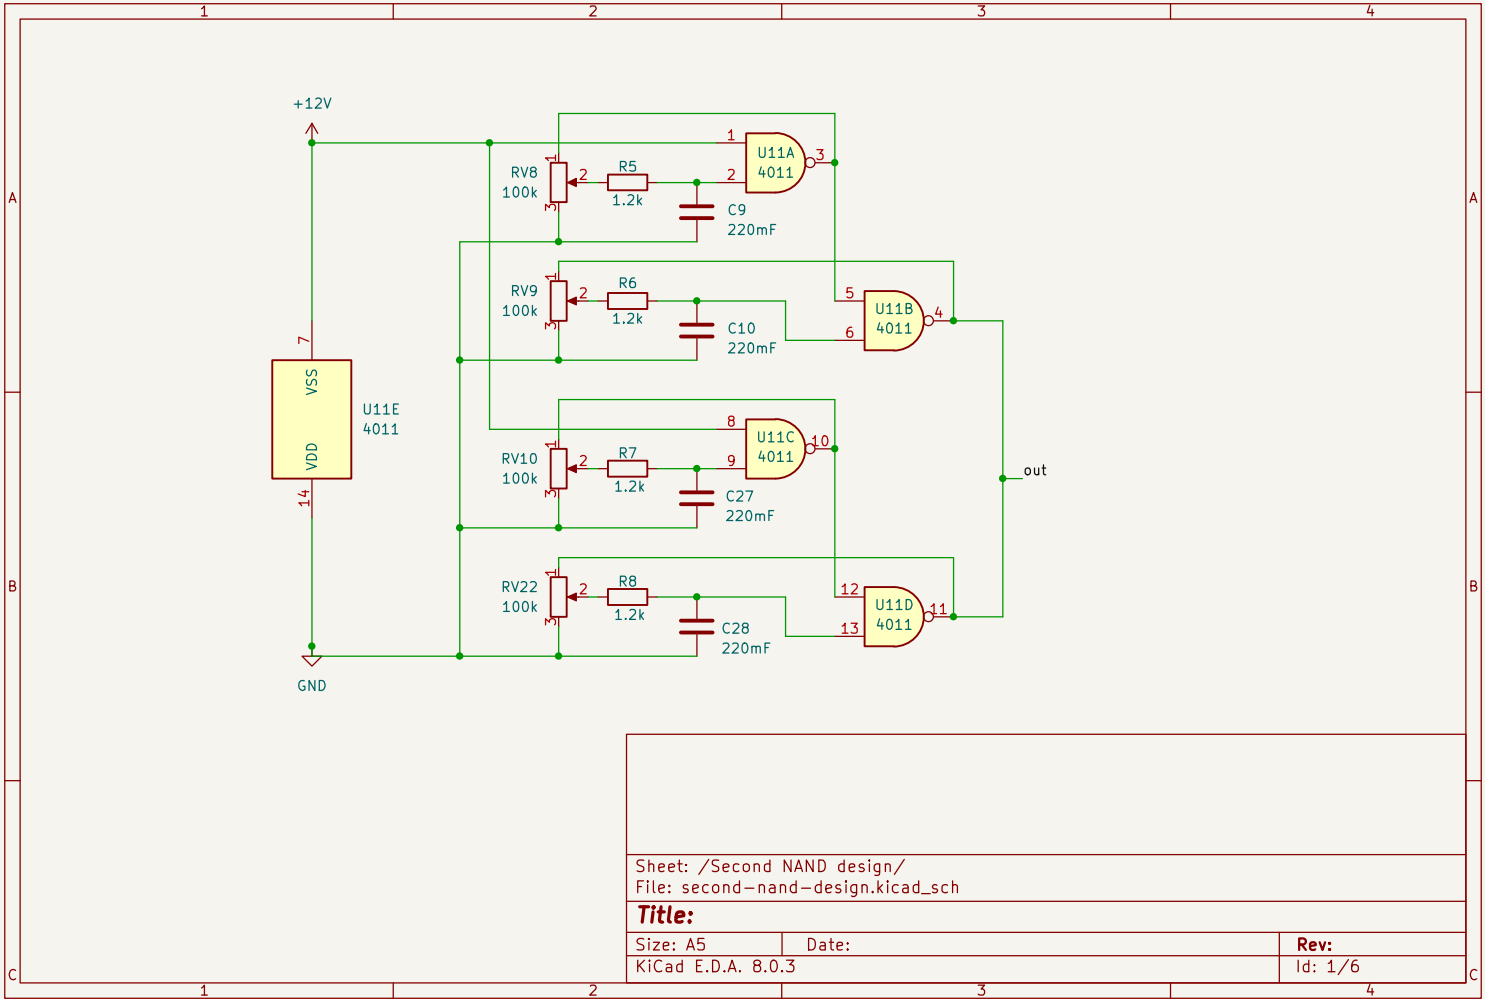 1 2 3 4
+12V
1
U11A
4011
3
1
RV8
100k
2
R5
1.2k
2
3
C9
220mF
A A
1
RV9
100k
2
R6
1.2k
3
C10
220mF
5
U11B
4011
4
6
7
VSS
VDD
14
U11E
4011
8
U11C
4011
10
1
RV10
100k
2
R7
1.2k
9
3
C27
220mF
out
1
RV22
100k
2
R8
1.2k
3
C28
220mF
12
U11D
4011
11
13
B B
GND
Sheet: /Second NAND design/
File: second-nand-design.kicad_sch
Title:
Size: A5 Date: Rev:
KiCad E.D.A. 8.0.3 Id: 1/6
C C
1 2 3 4